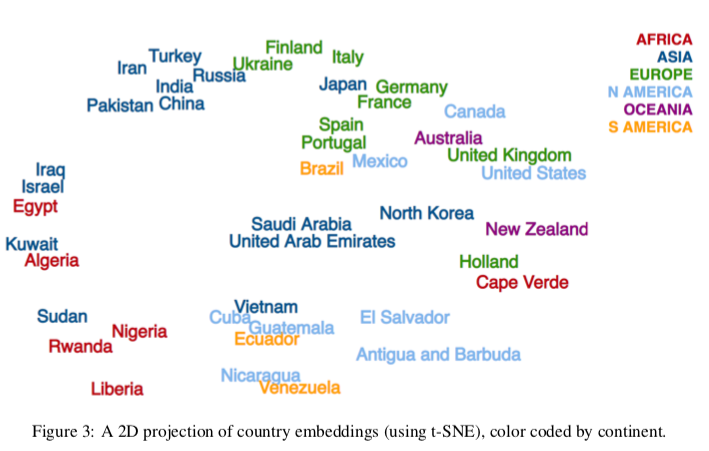 Finland
Italy
AFRICA
Turkey
ASIA
Iran
Ukraine
Russia
EUROPE
India
Japan
Germany
N AMERICA
Pakistan
China
France
Canada
OCEANIA
Spain
Australia
S AMERICA
Portugal
United Kingdom
Brazil
Mexico
Iraq
United States
Israel
Egypt
North Korea
Saudi Arabia
New Zealand
Kuwait
United Arab Emirates
Algeria
Holland
Cape Verde
Sudan
Vietnam
Cuba
El Salvador
Nigeria
Guatemala
Rwanda
Ecuador
Antigua and Barbuda
Nicaragua
Liberia
Venezuela
Figure 3: A 2D projection of country embeddings (using t-SNE), color coded by continent.